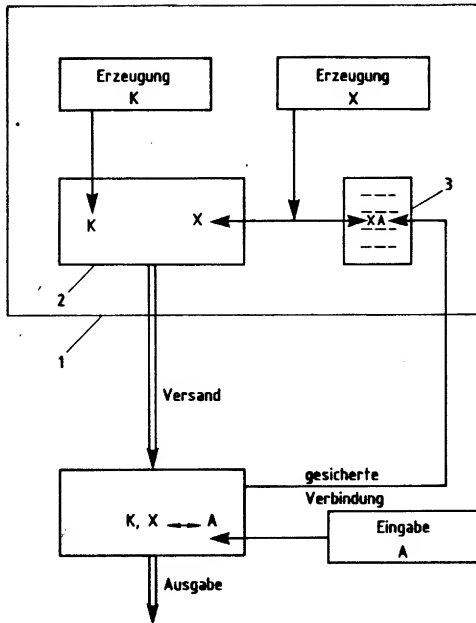 Erzeugung
K
Erzeugung
X
3
K
X
XA
2
1
Versand
gesicherte
Verbindung
K, X ↔ A
Eingabe
A
Ausgabe